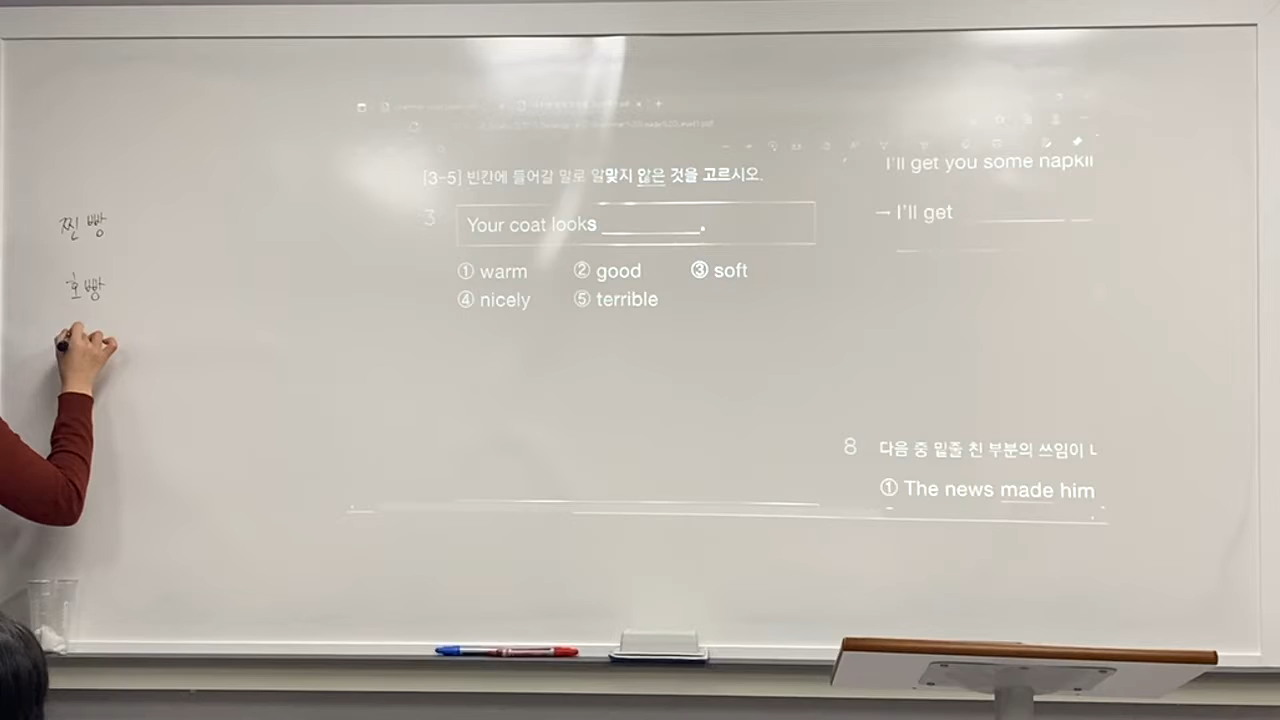 찐빵
호빵
[3-5] 빈칸에 들어갈 말로 알맞지 않은 것을 고르시오.
3
Your coat looks __________.
① warm ② good ③ soft
④ nicely ⑤ terrible
I'll get you some napkin
→ I'll get
8 다음 중 밑줄 친 부분의 쓰임이 나
① The news made him